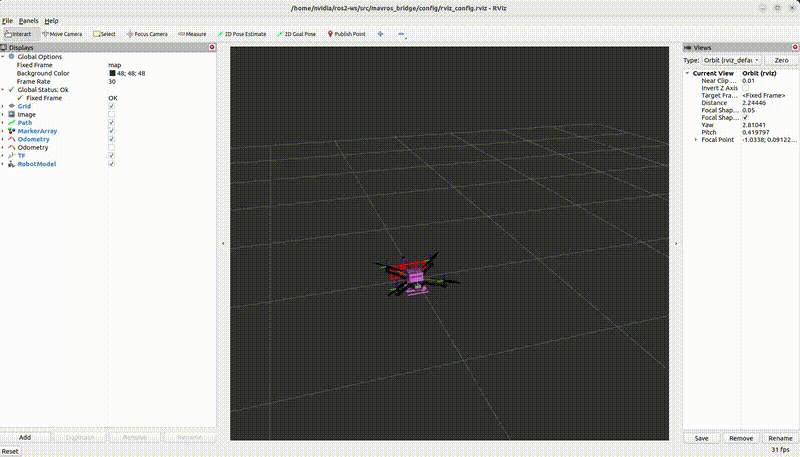 /home/nvidia/ros2-ws/src/mavros_bridge/config/rviz_config.rviz - RViz
File Panels Help
Interact Move Camera Select Focus Camera Measure 2D Pose Estimate 2D Goal Pose Publish Point
Displays
Global Options
Fixed Frame map
Background Color 48; 48; 48
Frame Rate 30
Global Status: Ok
Fixed Frame OK
Grid
Image
Path
MarkerArray
Odometry
Odometry
TF
RobotModel
Add Duplicate Remove Rename
Reset
Views
Type: Orbit (rviz_defau Zero
Current View Orbit (rviz)
Near Clip ... 0.01
Invert Z Axis
Target Fra... <Fixed Frame>
Distance 2.24446
Focal Shap... 0.05
Focal Shap...
Yaw 2.81041
Pitch 0.419797
Focal Point -1.0338; 0.09122...
Save Remove Rename
31 fps